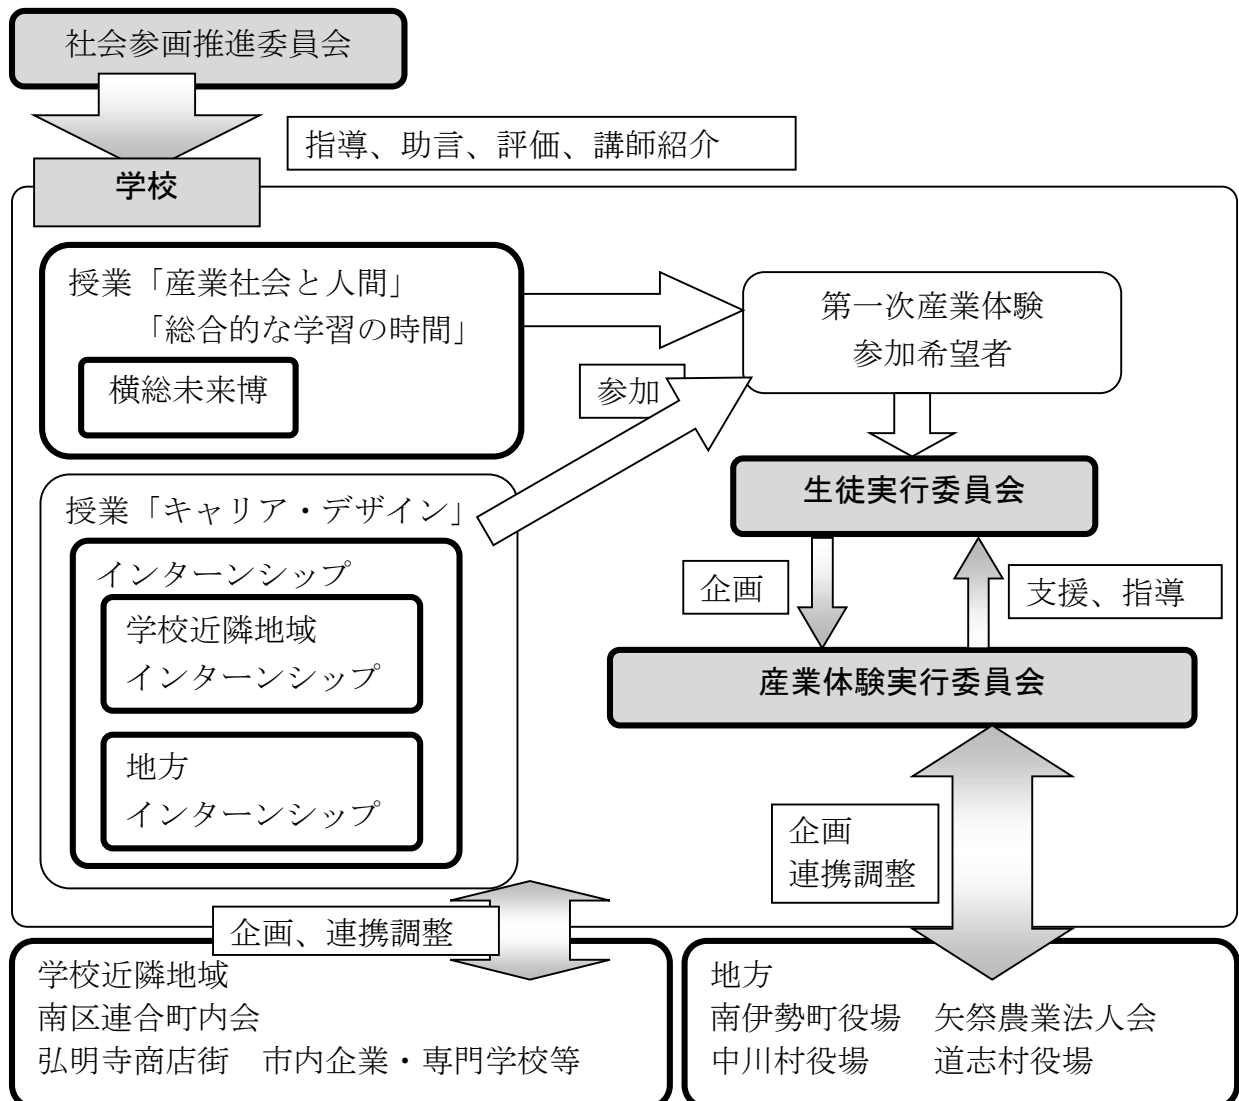 社会参画推進委員会
指導、助言、評価、講師紹介
学校
授業「産業社会と人間」
「総合的な学習の時間」
横総未来博
第一次産業体験
参加希望者
参加
授業「キャリア・デザイン」
インターンシップ
学校近隣地域
インターンシップ
地方
インターンシップ
生徒実行委員会
企画
支援、指導
産業体験実行委員会
企画
連携調整
企画、連携調整
学校近隣地域
南区連合町内会
弘明寺商店街　市内企業・専門学校等
地方
南伊勢町役場　矢祭農業法人会
中川村役場　道志村役場